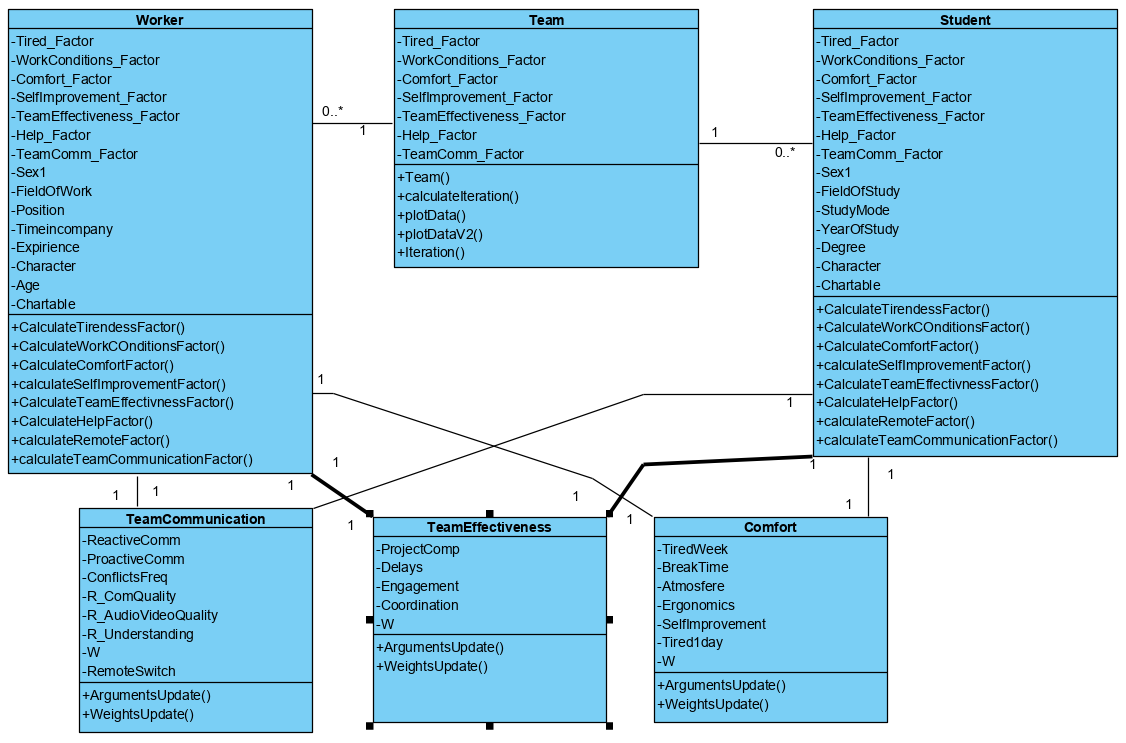 Worker
-Tired_Factor
-WorkConditions_Factor
-Comfort_Factor
-SelfImprovement_Factor
-TeamEffectiveness_Factor
-Help_Factor
-TeamComm_Factor
-Sex1
-FieldOfWork
-Position
-Timeincompany
-Expirience
-Character
-Age
-Chartable
+CalculateTirendessFactor()
+CalculateWorkCOnditionsFactor()
+CalculateComfortFactor()
+calculateSelfImprovementFactor()
+CalculateTeamEffectivnessFactor()
+CalculateHelpFactor()
+calculateRemoteFactor()
+calculateTeamCommunicationFactor()
0..*
1
Team
-Tired_Factor
-WorkConditions_Factor
-Comfort_Factor
-SelfImprovement_Factor
-TeamEffectiveness_Factor
-Help_Factor
-TeamComm_Factor
+Team()
+calculateIteration()
+plotData()
+plotDataV2()
+Iteration()
1
0..*
Student
-Tired_Factor
-WorkConditions_Factor
-Comfort_Factor
-SelfImprovement_Factor
-TeamEffectiveness_Factor
-Help_Factor
-TeamComm_Factor
-Sex1
-FieldOfStudy
-StudyMode
-YearOfStudy
-Degree
-Character
-Chartable
+CalculateTirendessFactor()
+CalculateWorkCOnditionsFactor()
+CalculateComfortFactor()
+calculateSelfImprovementFactor()
+CalculateTeamEffectivnessFactor()
+CalculateHelpFactor()
+calculateRemoteFactor()
+calculateTeamCommunicationFactor()
1
1
1
1
1
1
1
1
1
1
1
1
TeamCommunication
-ReactiveComm
-ProactiveComm
-ConflictsFreq
-R_ComQuality
-R_AudioVideoQuality
-R_Understanding
-W
-RemoteSwitch
+ArgumentsUpdate()
+WeightsUpdate()
TeamEffectiveness
-ProjectComp
-Delays
-Engagement
-Coordination
-W
+ArgumentsUpdate()
+WeightsUpdate()
Comfort
-TiredWeek
-BreakTime
-Atmosfere
-Ergonomics
-SelfImprovement
-Tired1day
-W
+ArgumentsUpdate()
+WeightsUpdate()